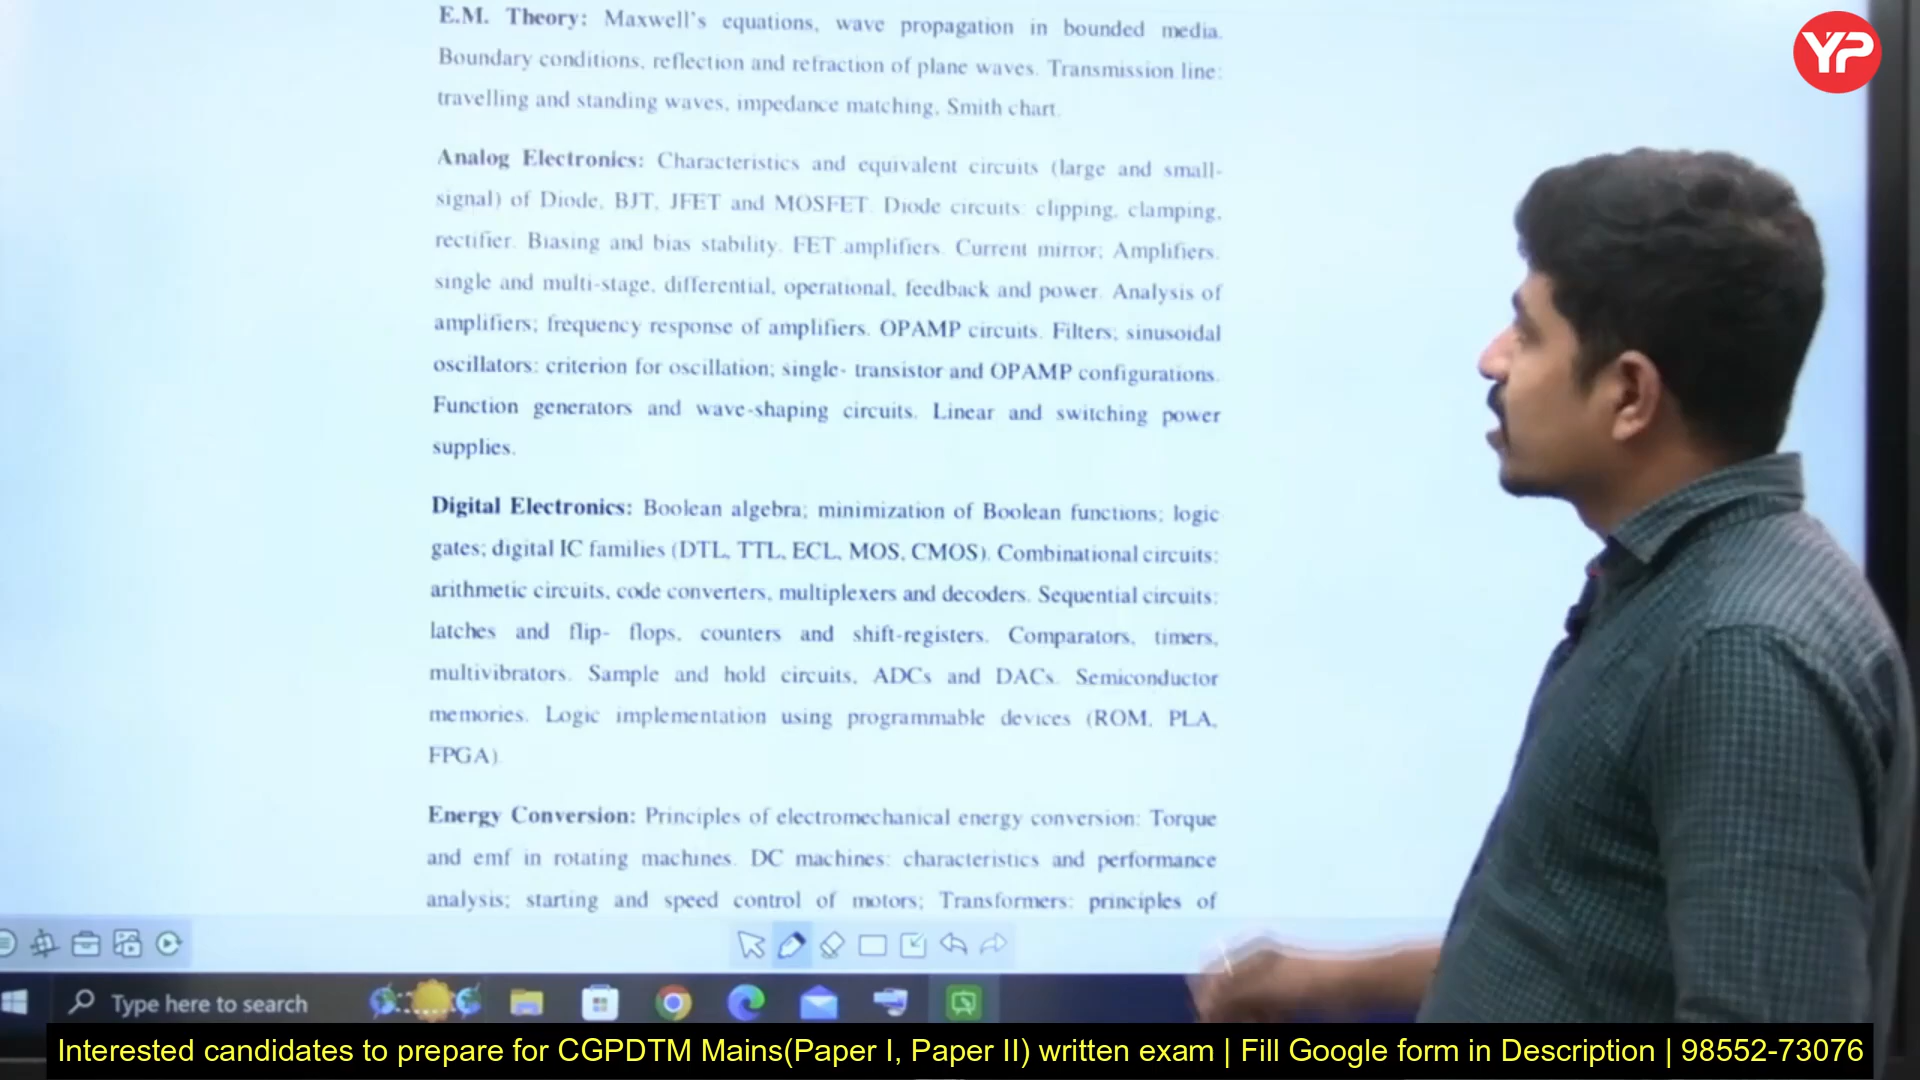 E.M. Theory: Maxwell's equations, wave propagation in bounded media.
Boundary conditions, reflection and refraction of plane waves. Transmission line:
travelling and standing waves, impedance matching, Smith chart.
Analog Electronics: Characteristics and equivalent circuits (large and small-
signal) of Diode, BJT, JFET and MOSFET. Diode circuits: clipping, clamping,
rectifier. Biasing and bias stability. FET amplifiers. Current mirror; Amplifiers.
single and multi-stage, differential, operational, feedback and power. Analysis of
amplifiers; frequency response of amplifiers. OPAMP circuits. Filters; sinusoidal
oscillators: criterion for oscillation; single- transistor and OPAMP configurations.
Function generators and wave-shaping circuits. Linear and switching power
supplies.
Digital Electronics: Boolean algebra; minimization of Boolean functions; logic
gates; digital IC families (DTL, TTL, ECL, MOS, CMOS). Combinational circuits:
arithmetic circuits, code converters, multiplexers and decoders. Sequential circuits:
latches and flip- flops, counters and shift-registers. Comparators, timers,
multivibrators. Sample and hold circuits, ADCs and DACs. Semiconductor
memories. Logic implementation using programmable devices (ROM, PLA,
FPGA).
Energy Conversion: Principles of electromechanical energy conversion: Torque
and emf in rotating machines. DC machines: characteristics and performance
analysis; starting and speed control of motors; Transformers: principles of
Type here to search
YP
Interested candidates to prepare for CGPDTM Mains(Paper I, Paper II) written exam | Fill Google form in Description | 98552-73076